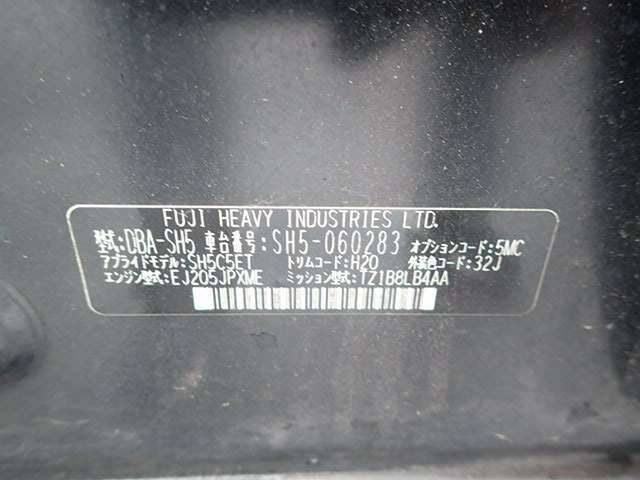 FUJI HEAVY INDUSTRIES LTD.
型式:DBA-SH5 車台番号:SH5-060283 オプションコード:5MC
アプライドモデル:SH5C5ET トリムコード:H20 外装色コード:32J
エンジン型式:EJ205JPXME ミッション型式:TZ1B8LB4AA